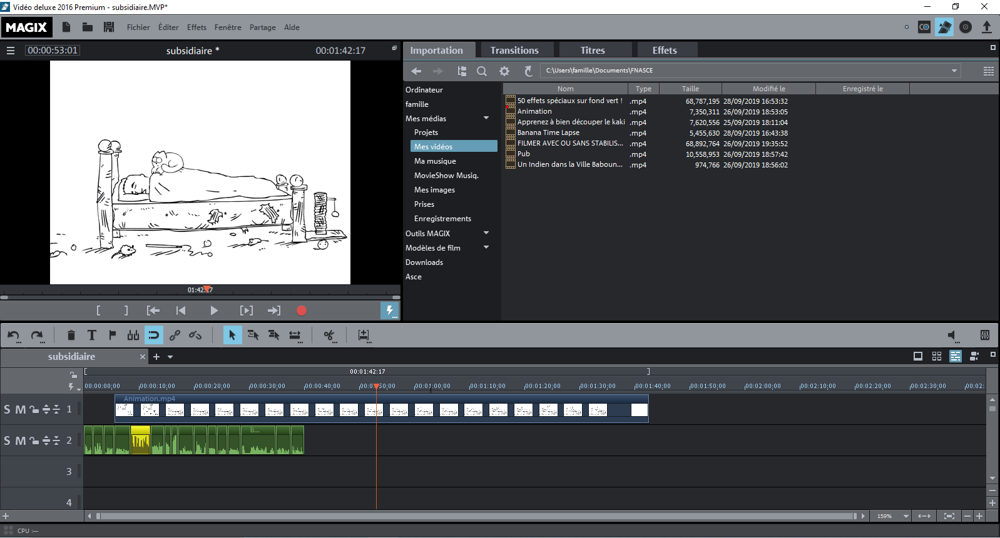 Vidéo deluxe 2016 Premium - subsidiaire.MVP*
MAGIX Fichier Éditer Effets Fenêtre Partage Aide
00:00:53:01 subsidiaire * 00:01:42:17
Importation Transitions Titres Effets
C:\Users\famille\Documents\FNASCE
Ordinateur
famille
Mes médias
Projets
Mes vidéos
Ma musique
MovieShow Musiq.
Mes images
Prises
Enregistrements
Outils MAGIX
Modèles de film
Downloads
Asce
Nom Type Taille Modifié le Enregistré le
50 effets spéciaux sur fond vert ! .mp4 68,787,195 28/09/2019 16:53:32
Animation .mp4 7,350,311 26/09/2019 18:53:05
Apprenez à bien découper le kaki .mp4 7,620,556 25/09/2019 18:11:04
Banana Time Lapse .mp4 5,455,630 28/09/2019 16:43:38
FILMER AVEC OU SANS STABILIS... .mp4 68,892,764 26/09/2019 19:35:52
Pub .mp4 10,558,953 26/09/2019 18:57:42
Un Indien dans la Ville Baboun... .mp4 974,766 26/09/2019 18:56:02
01:42:17
subsidiaire
00:01:42:17
00:00:00;00 00:00:10;00 00:00:20;00 00:00:30;00 00:00:40;00 00:00:50;00 00:01:00;00 00:01:10;00 00:01:20;00 00:01:30;00 00:01:40;00 00:01:50;00 00:02:00;00 00:02:10;00 00:02:20;00 00:02:30;00 00:02:
Animation.mp4
S M 1
li...
S M 2
3
4
159%
CPU :—